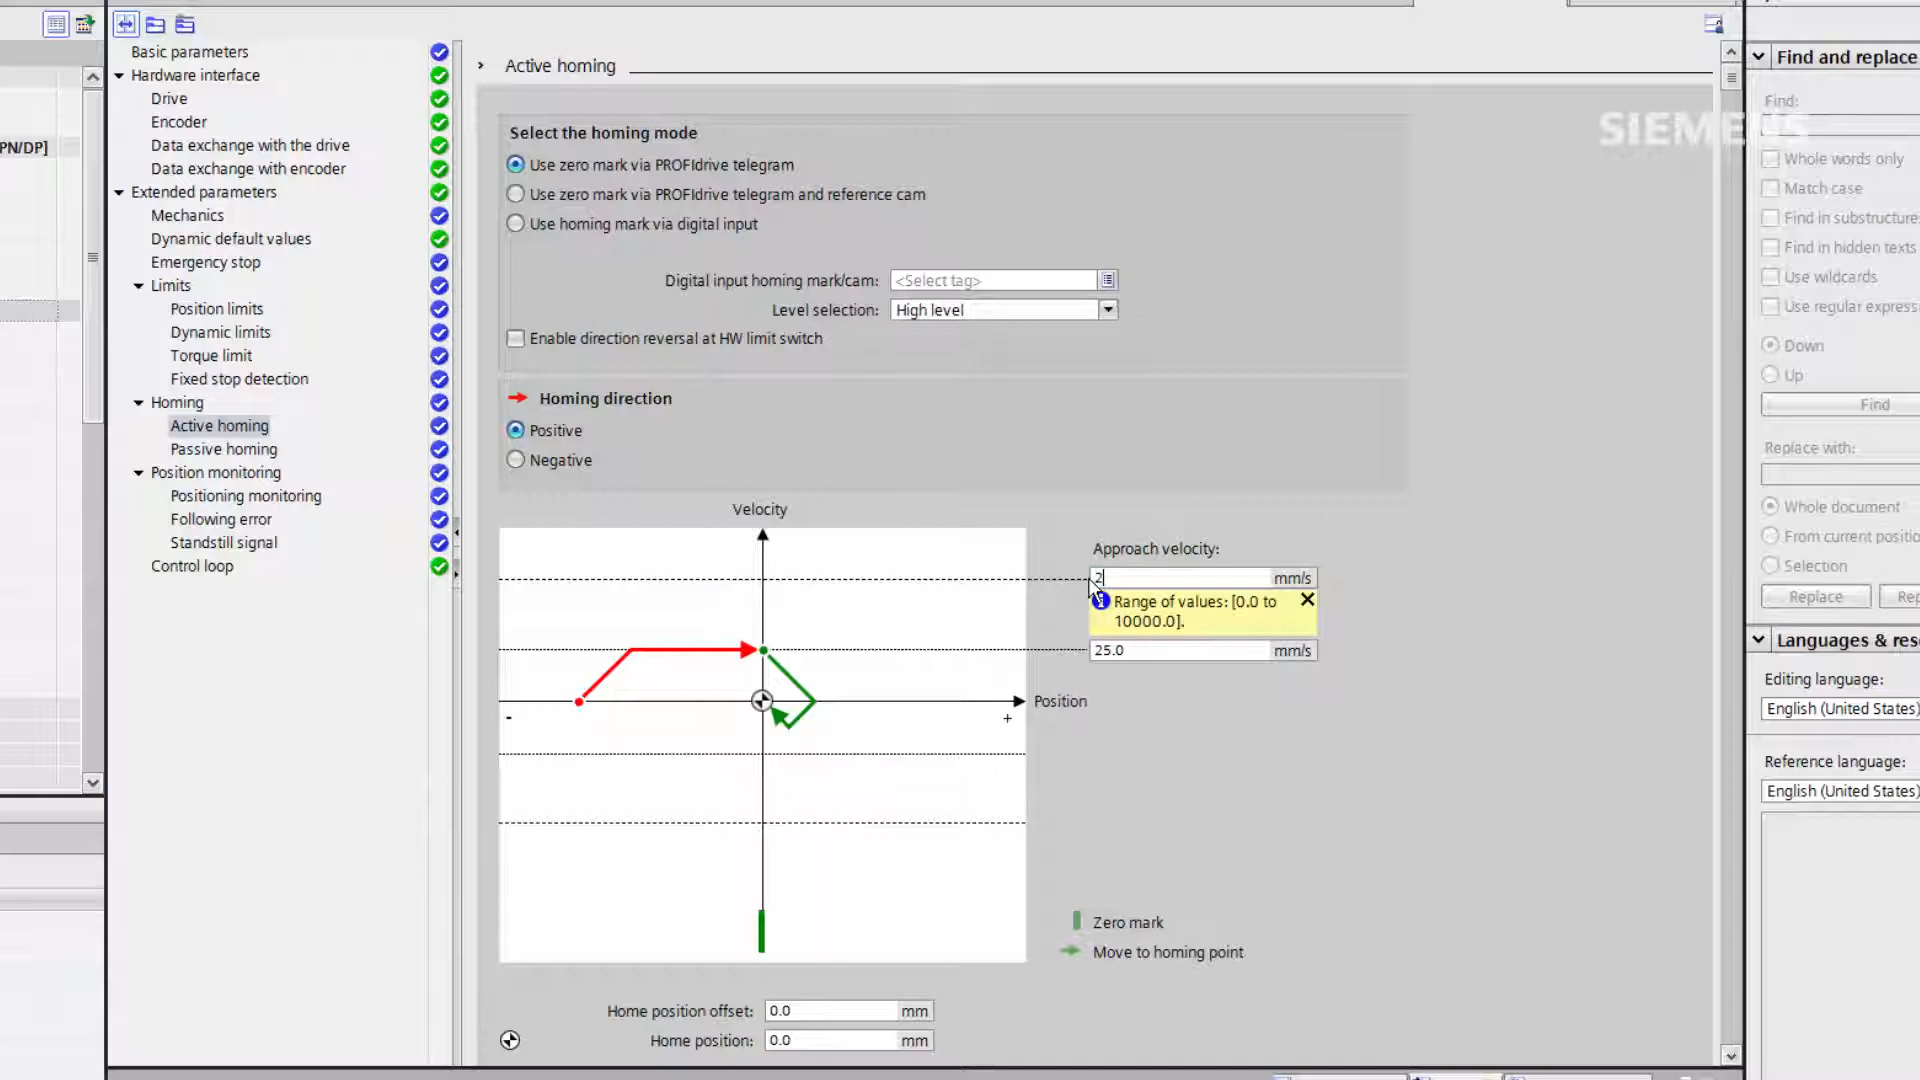 PN/DP]
Basic parameters
Hardware interface
Drive
Encoder
Data exchange with the drive
Data exchange with encoder
Extended parameters
Mechanics
Dynamic default values
Emergency stop
Limits
Position limits
Dynamic limits
Torque limit
Fixed stop detection
Homing
Active homing
Passive homing
Position monitoring
Positioning monitoring
Following error
Standstill signal
Control loop
Active homing
Select the homing mode
Use zero mark via PROFIdrive telegram
Use zero mark via PROFIdrive telegram and reference cam
Use homing mark via digital input
Digital input homing mark/cam: <Select tag>
Level selection: High level
Enable direction reversal at HW limit switch
Homing direction
Positive
Negative
Velocity
Approach velocity:
2 mm/s
Range of values: [0.0 to
10000.0].
25.0 mm/s
Position
- +
Zero mark
Move to homing point
Home position offset: 0.0 mm
Home position: 0.0 mm
SIEMENS
Find and replace
Find:
Whole words only
Match case
Find in substructure
Find in hidden texts
Use wildcards
Use regular express
Down
Up
Find
Replace with:
Whole document
From current positio
Selection
Replace Rep
Languages & res
Editing language:
English (United States)
Reference language:
English (United States)